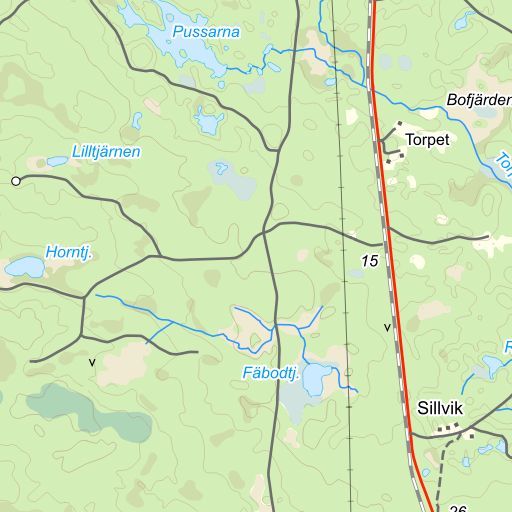 Pussarna
Bofjärden
Torpet
Lilltjärnen
Horntj.
15
v
v
Fäbodtj.
Sillvik
26